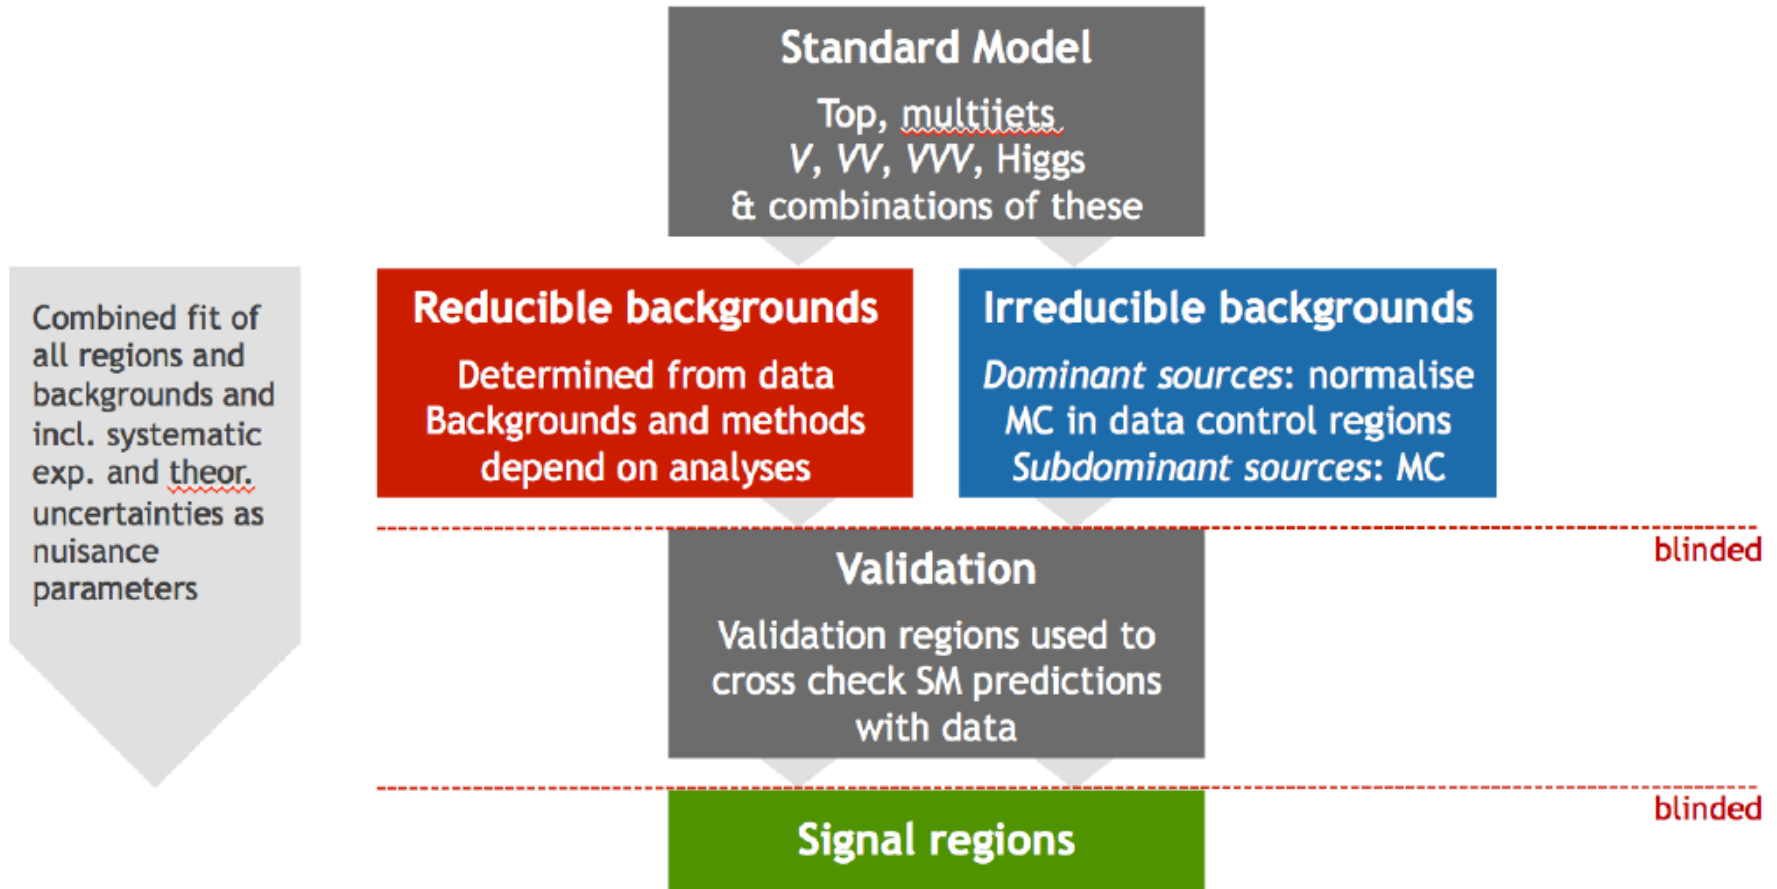 Standard Model
Top, multijets
V, VV, VVV, Higgs
& combinations of these
Combined fit of
all regions and
backgrounds and
incl. systematic
exp. and theor.
uncertainties as
nuisance
parameters
Reducible backgrounds
Determined from data
Backgrounds and methods
depend on analyses
Irreducible backgrounds
Dominant sources: normalise
MC in data control regions
Subdominant sources: MC
blinded
Validation
Validation regions used to
cross check SM predictions
with data
blinded
Signal regions